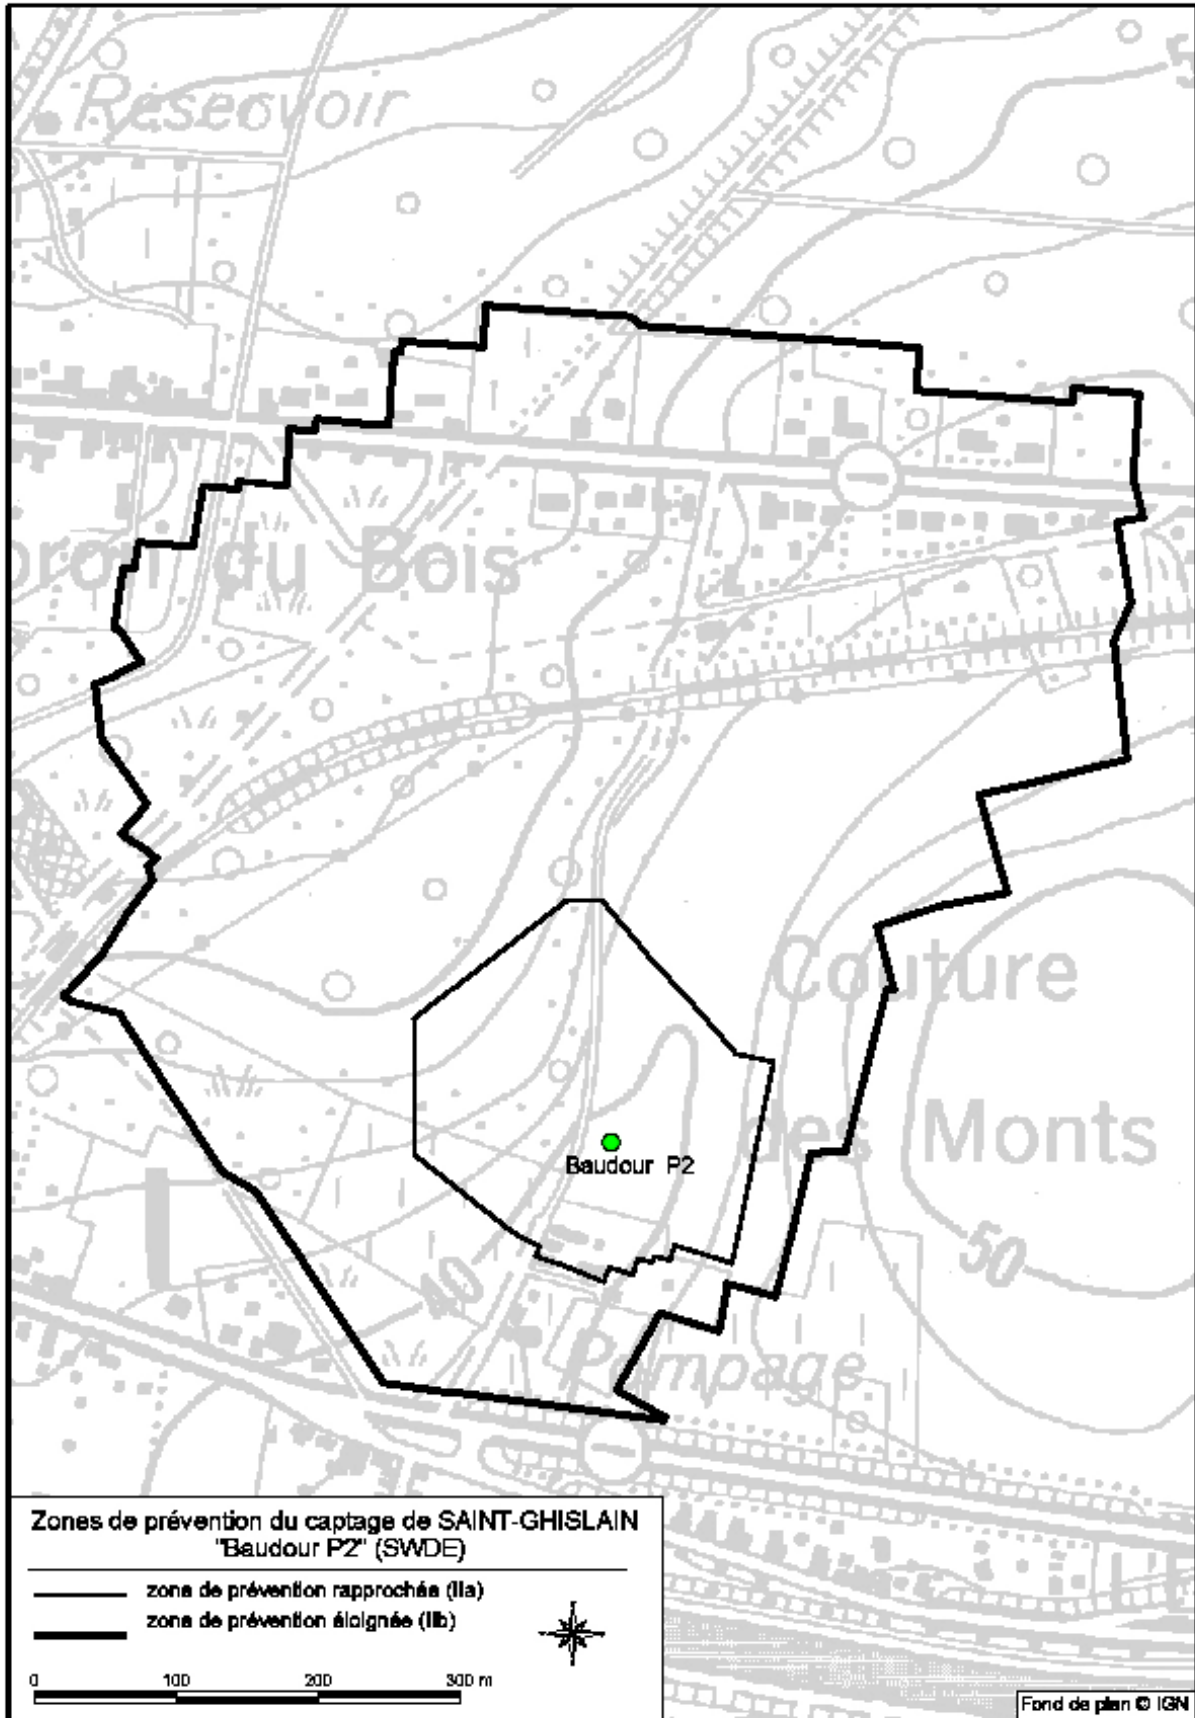 Réservoir
du Bois
Couture
des Monts
Baudour P2
40
50
Pompage
Zones de prévention du captage de SAINT-GHISLAIN
"Baudour P2" (SWDE)
zone de prévention rapprochée (IIa)
zone de prévention éloignée (IIb)
0 100 200 300 m
Fond de plan © IGN